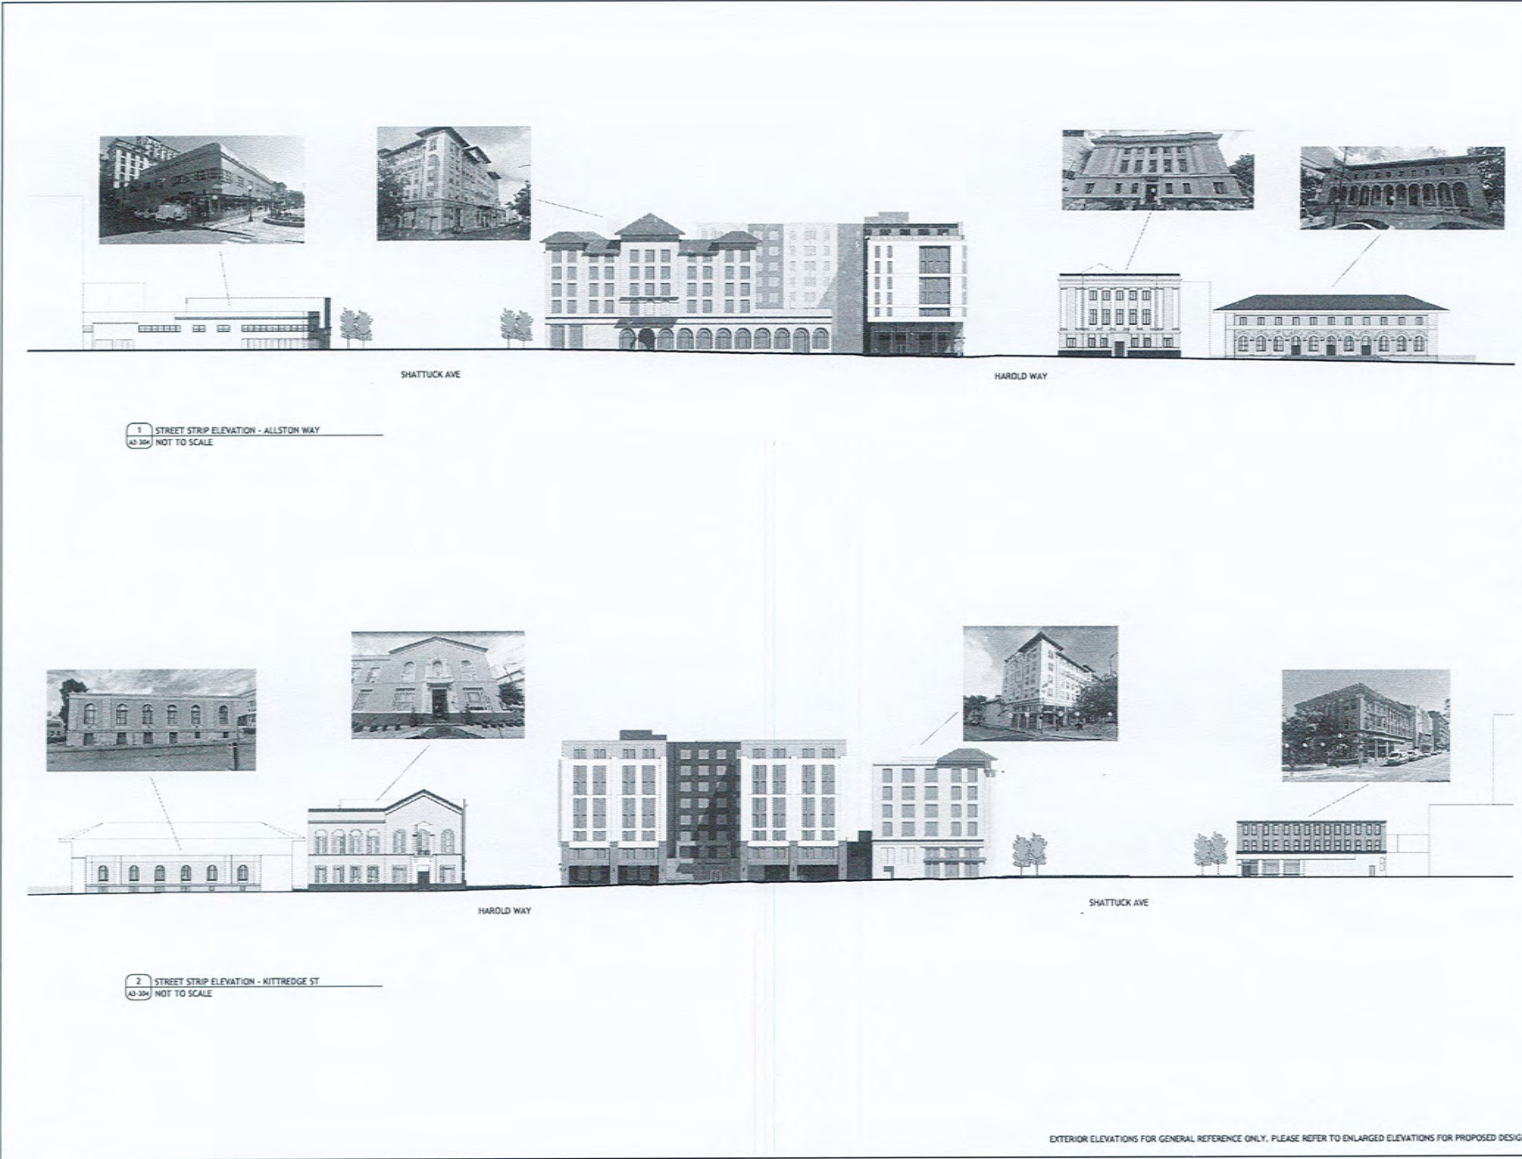 SHATTUCK AVE
HAROLD WAY
1 STREET STRIP ELEVATION - ALLSTON WAY
A3-304 NOT TO SCALE
HAROLD WAY
SHATTUCK AVE
2 STREET STRIP ELEVATION - KITTREDGE ST
A3-304 NOT TO SCALE
EXTERIOR ELEVATIONS FOR GENERAL REFERENCE ONLY. PLEASE REFER TO ENLARGED ELEVATIONS FOR PROPOSED DESIG